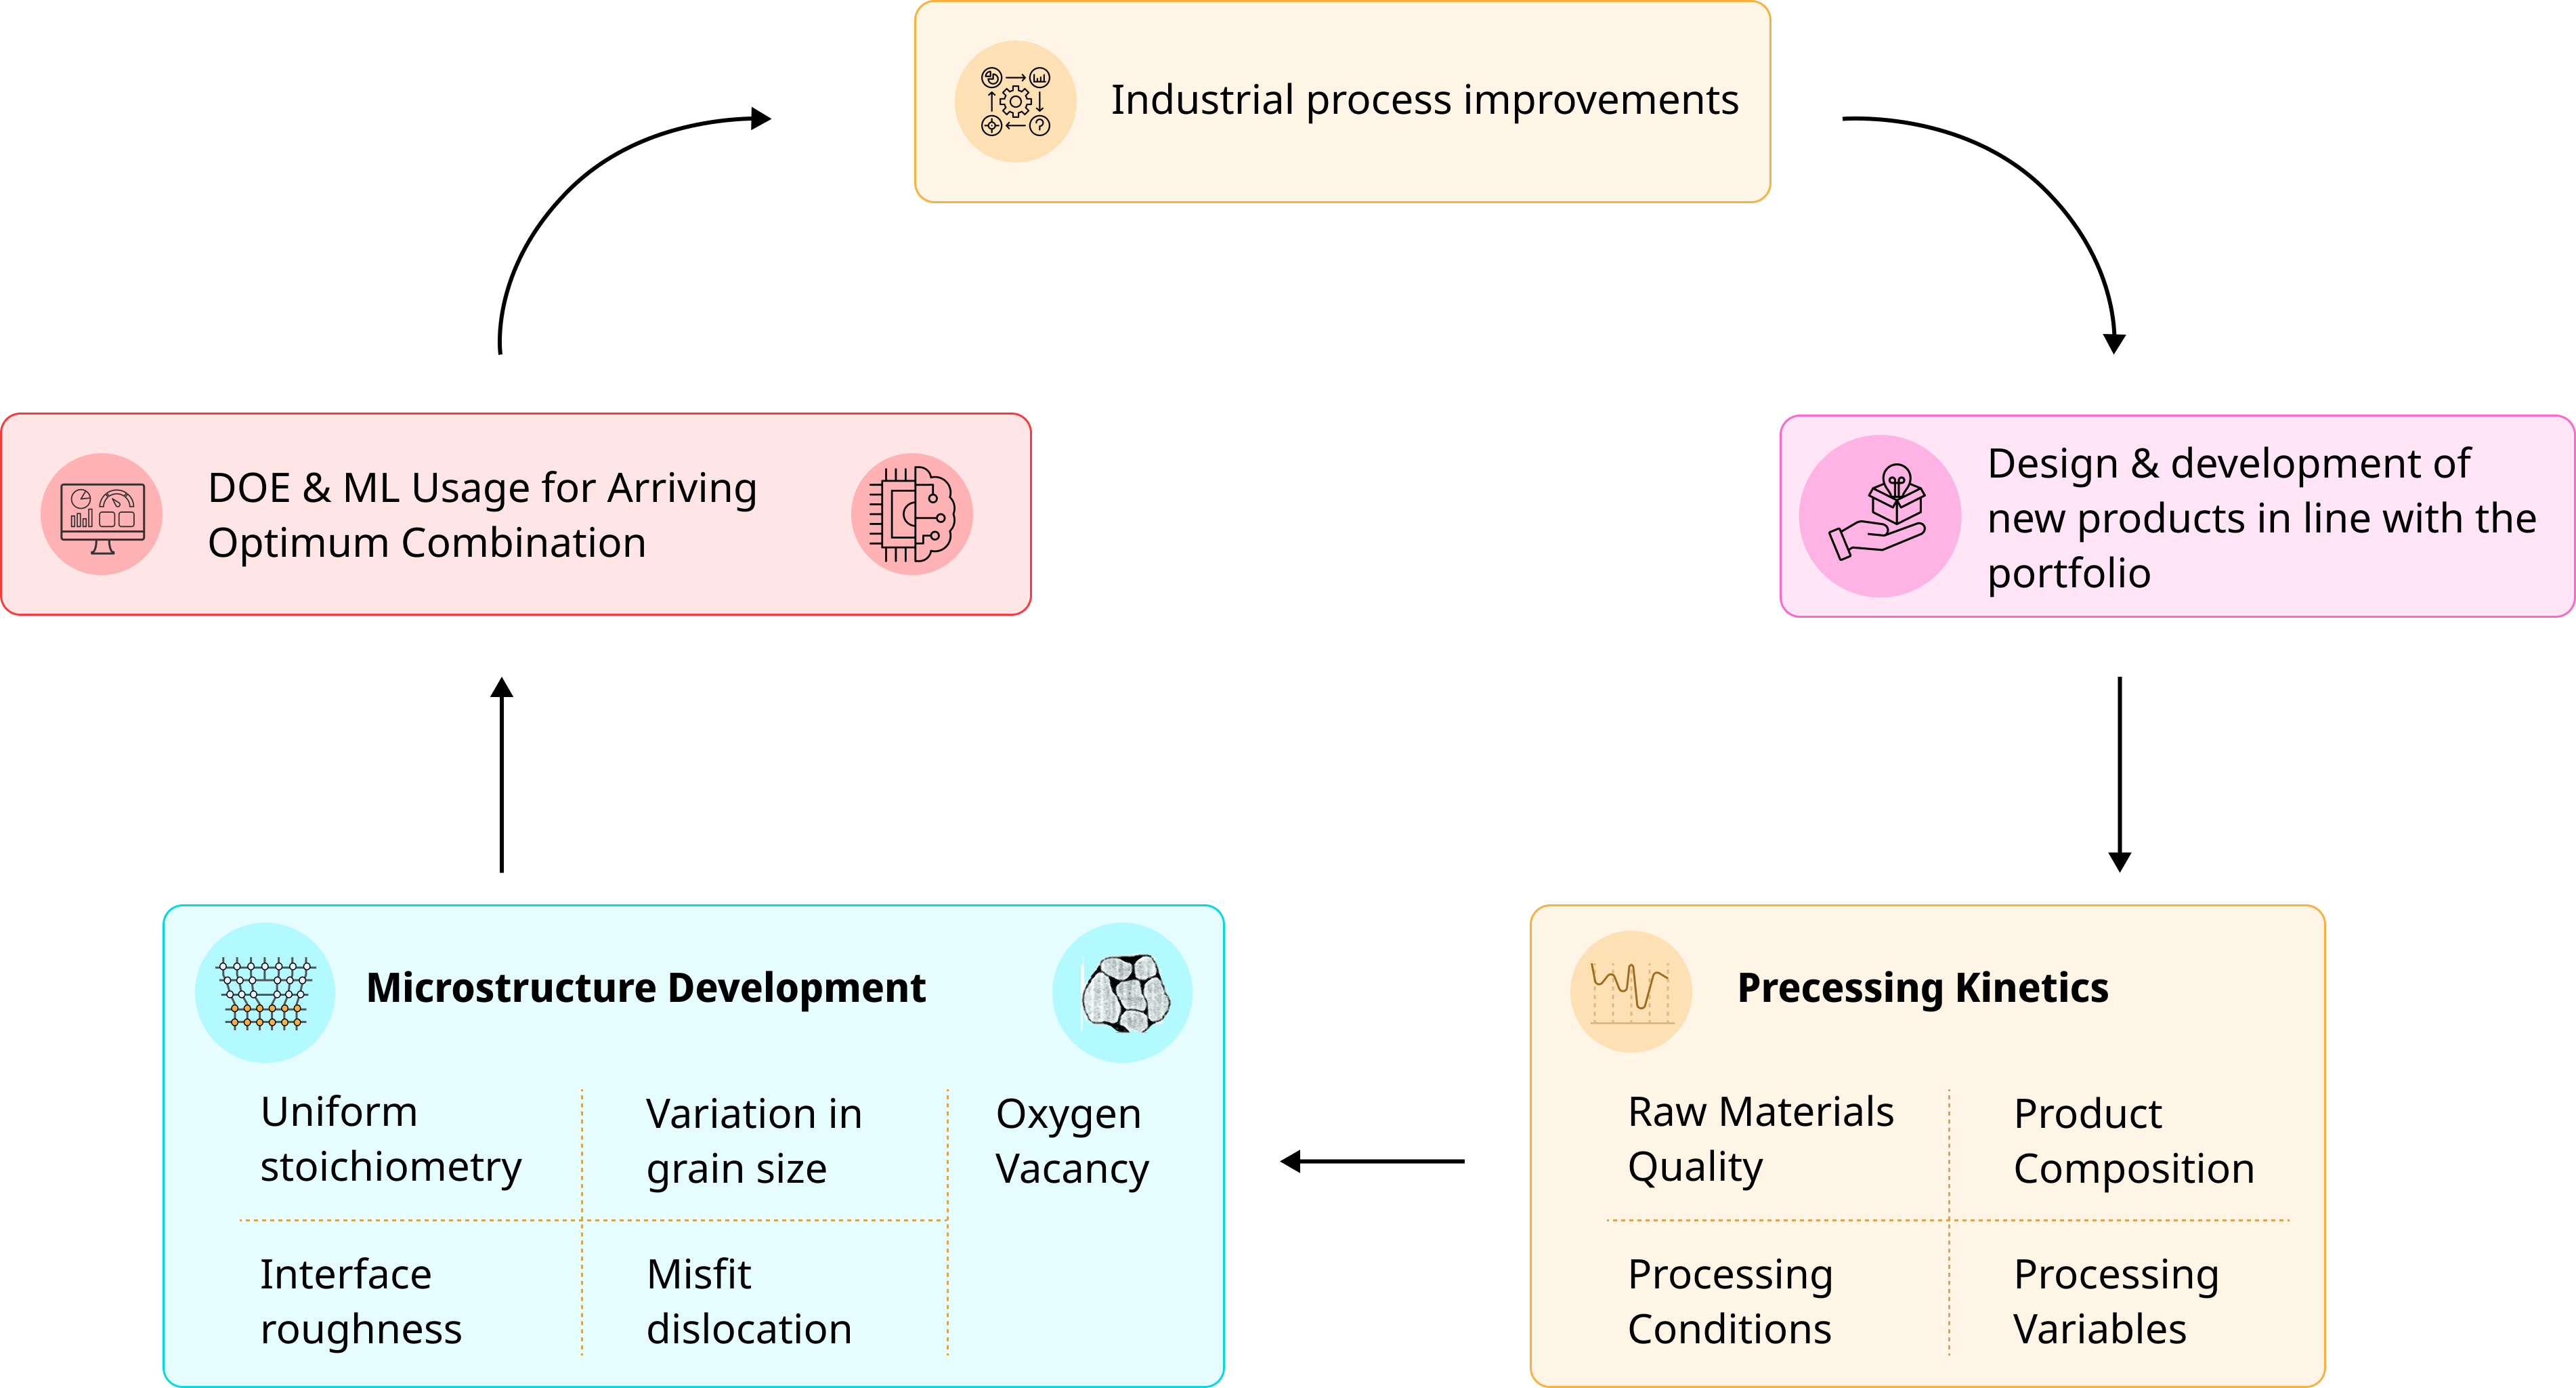 Industrial process improvements
DOE & ML Usage for Arriving
Optimum Combination
Design & development of
new products in line with the
portfolio
Microstructure Development
Uniform
stoichiometry
Variation in
grain size
Oxygen
Vacancy
Interface
roughness
Misfit
dislocation
Precessing Kinetics
Raw Materials
Quality
Product
Composition
Processing
Conditions
Processing
Variables